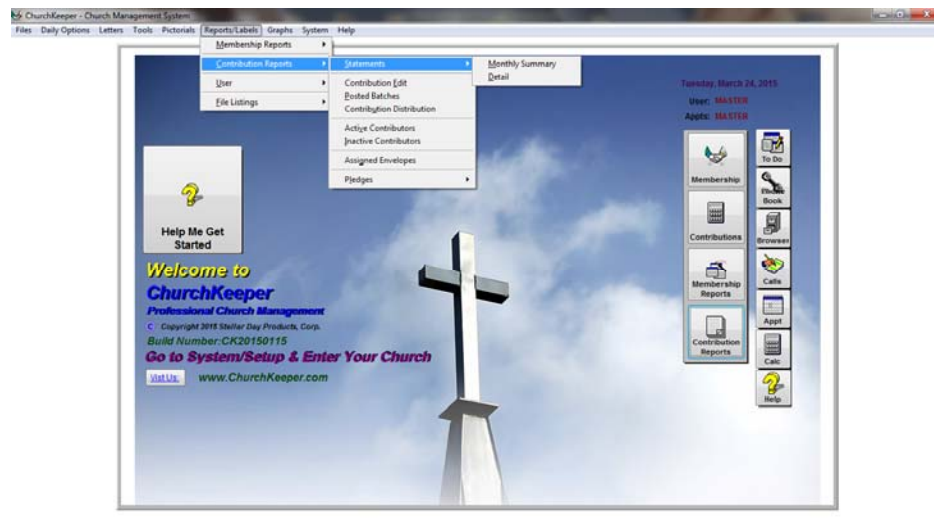 ChurchKeeper - Church Management System
Files Daily Options Letters Tools Pictorials Reports/Labels Graphs System Help
Membership Reports
Contribution Reports
User
File Listings
Statements
Contribution Edit
Posted Batches
Contribution Distribution
Active Contributors
Inactive Contributors
Assigned Envelopes
Pledges
Monthly Summary
Detail
Tuesday, March 24, 2015
User: MASTER
Appts: MASTER
Help Me Get
Started
Welcome to
ChurchKeeper
Professional Church Management
C Copyright 2015 Stellar Day Products, Corp.
Build Number:CK20150115
Go to System/Setup & Enter Your Church
Visit Us: www.ChurchKeeper.com
Membership
Contributions
Membership
Reports
Contribution
Reports
To Do
Phone
Book
Browser
Calls
Appt
Calc
Help